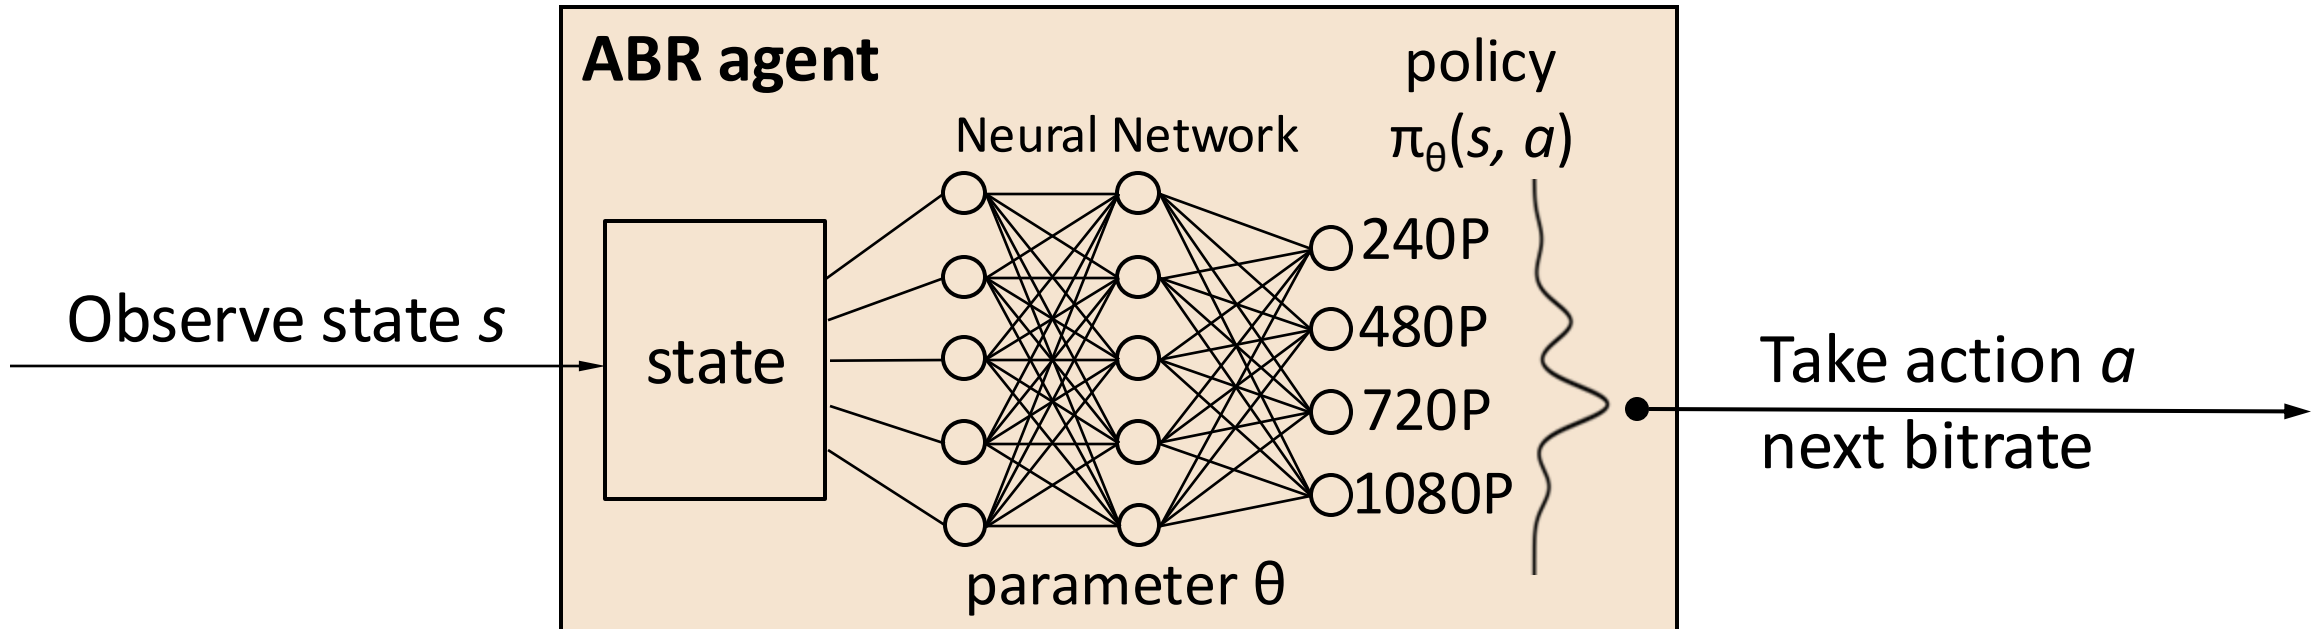 ABR agent
policy
Neural Network
πθ(s, a)
240P
Observe state s
480P
state
Take action a
720P
next bitrate
1080P
parameter θ